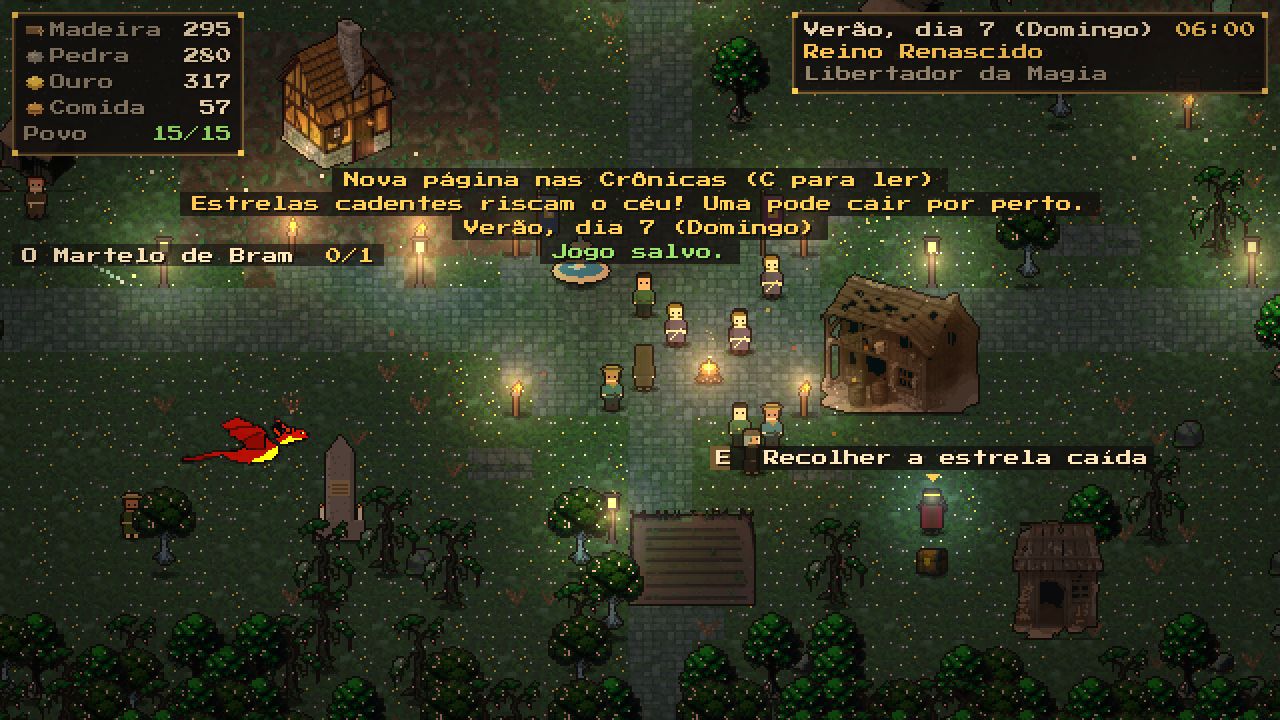 Madeira 295
Pedra 280
Ouro 317
Comida 57
Povo 15/15
Verão, dia 7 (Domingo) 06:00
Reino Renascido
Libertador da Magia
Nova página nas Crônicas (C para ler)
Estrelas cadentes riscam o céu! Uma pode cair por perto.
Verão, dia 7 (Domingo)
Jogo salvo.
O Martelo de Bram 0/1
E Recolher a estrela caída